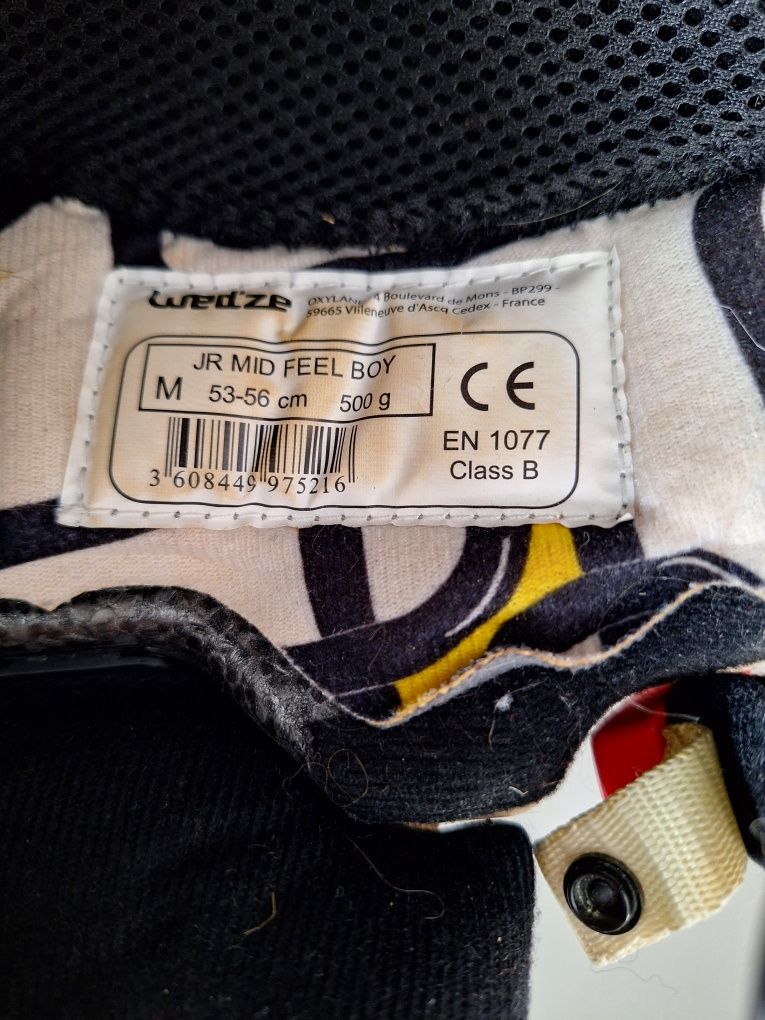 wed'ze
OXYLANE 4 Boulevard de Mons - BP299 -
59665 Villeneuve d'Ascq Cedex - France
JR MID FEEL BOY
M 53-56 cm 500 g
CE
EN 1077
Class B
3 608449 975216